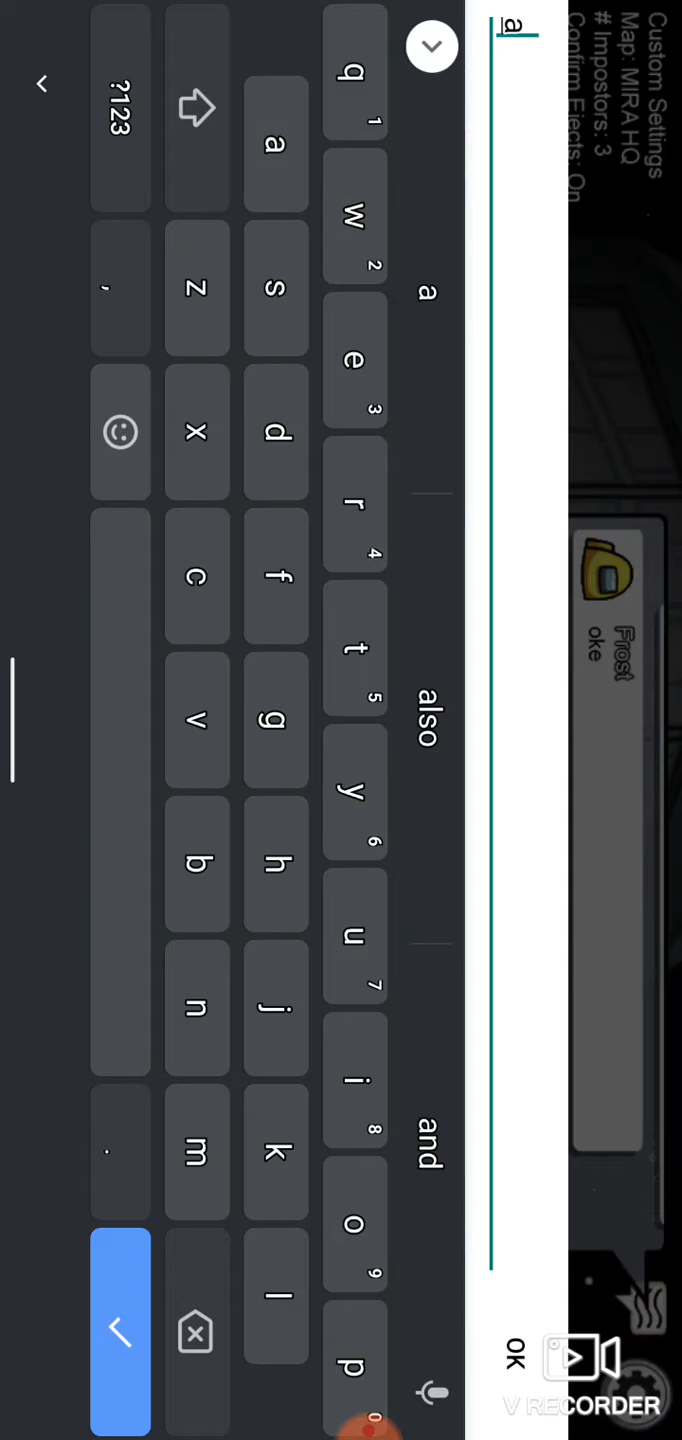 Custom Settings
Map: MIRA HQ
# Impostors: 3
Confirm Ejects: On
Frost
oke
a
OK
V RECORDER
a also and
q 1 w 2 e 3 r 4 t 5 y 6 u 7 i 8 o 9 p 0
a s d f g h j k l
z x c v b n m
?123 , .